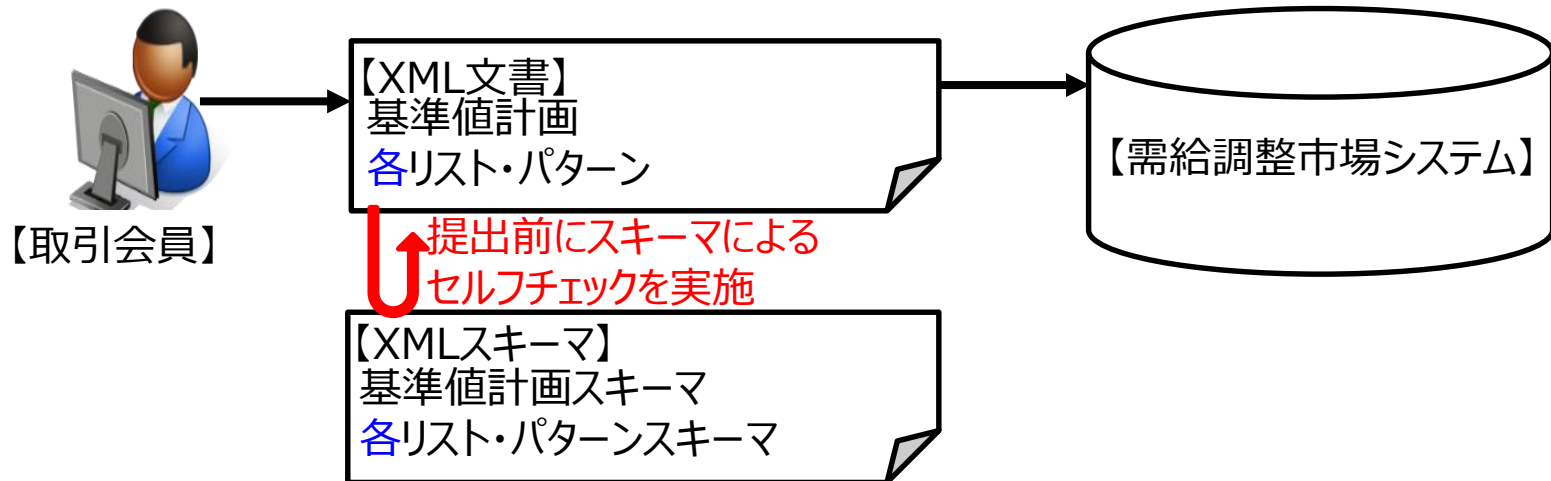 【XML文書】
基準値計画
各リスト・パターン
【需給調整市場システム】
【取引会員】
提出前にスキーマによる
セルフチェックを実施
【XMLスキーマ】
基準値計画スキーマ
各リスト・パターンスキーマ